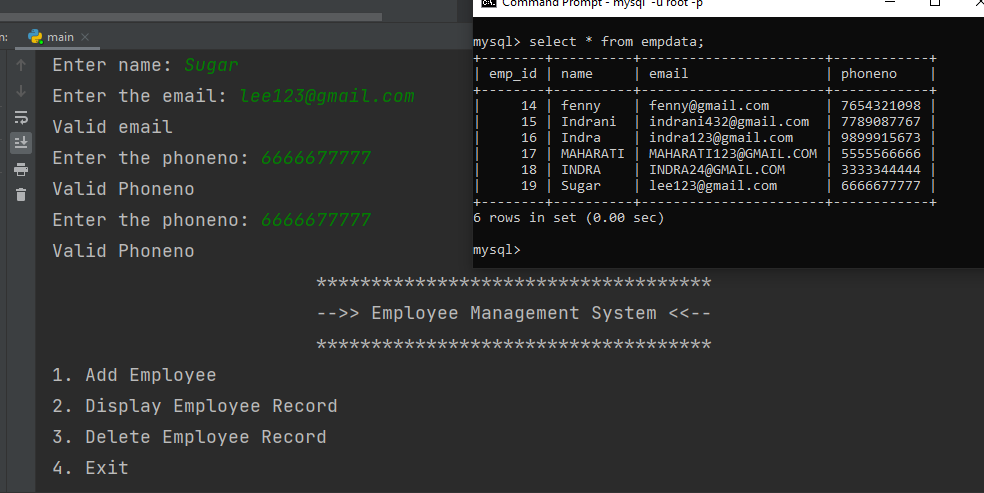 n:
main
Enter name: Sugar
Enter the email: lee123@gmail.com
Valid email
Enter the phoneno: 6666677777
Valid Phoneno
Enter the phoneno: 6666677777
Valid Phoneno
************************************
-->> Employee Management System <<--
************************************
1. Add Employee
2. Display Employee Record
3. Delete Employee Record
4. Exit
Command Prompt - mysql -u root -p
mysql> select * from empdata;
+--------+----------+-----------------------+------------+
| emp_id | name     | email                 | phoneno    |
+--------+----------+-----------------------+------------+
|     14 | fenny    | fenny@gmail.com       | 7654321098 |
|     15 | Indrani  | indrani432@gmail.com  | 7789087767 |
|     16 | Indra    | indra123@gmail.com    | 9899915673 |
|     17 | MAHARATI | MAHARATI123@GMAIL.COM | 5555566666 |
|     18 | INDRA    | INDRA24@GMAIL.COM     | 3333344444 |
|     19 | Sugar    | lee123@gmail.com      | 6666677777 |
+--------+----------+-----------------------+------------+
6 rows in set (0.00 sec)
mysql>